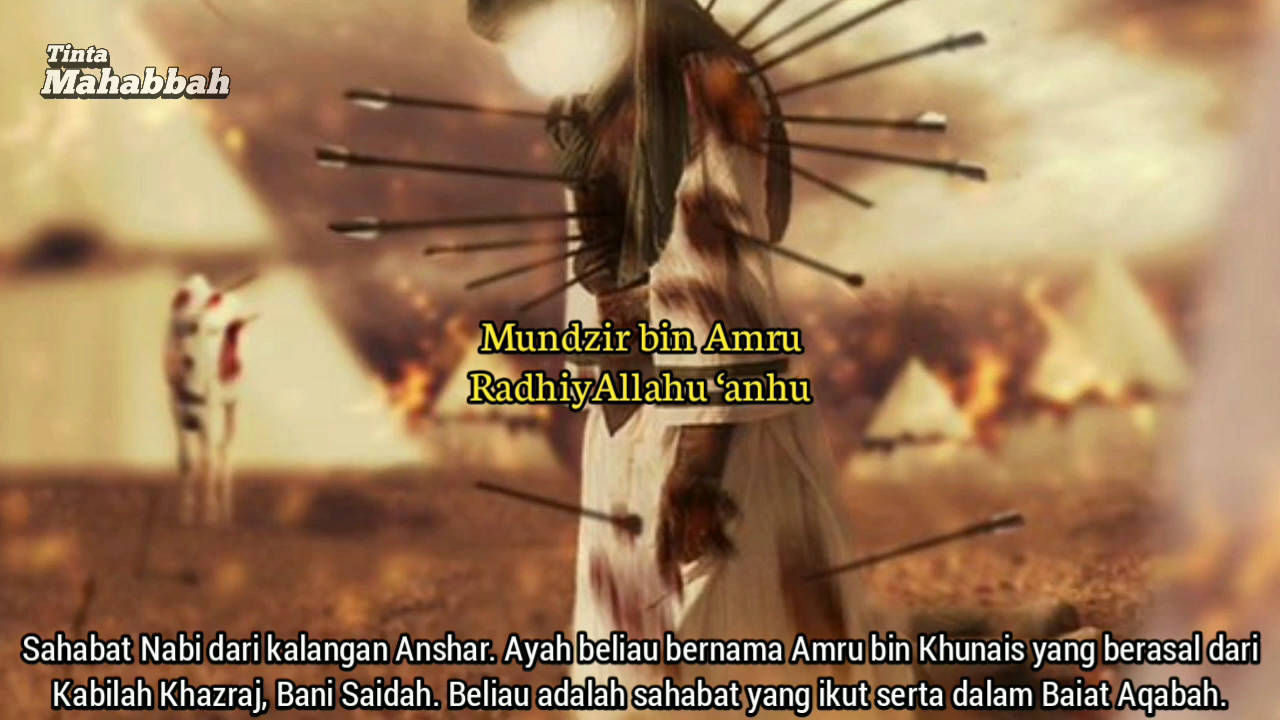 Tinta
Mahabbah
Mundzir bin Amru
RadhiyAllahu ‘anhu
Sahabat Nabi dari kalangan Anshar. Ayah beliau bernama Amru bin Khunais yang berasal dari
Kabilah Khazraj, Bani Saidah. Beliau adalah sahabat yang ikut serta dalam Baiat Aqabah.